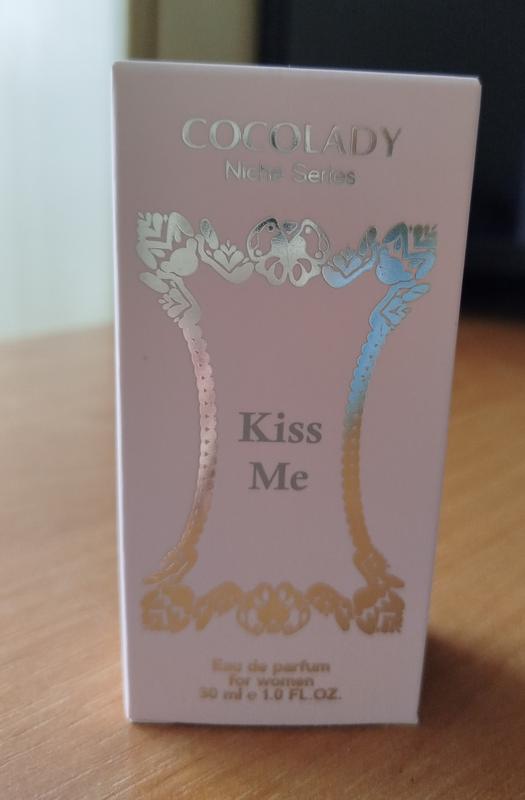 COCOLADY
Niche Series
Kiss
Me
Eau de parfum
for women
30 ml e 1.0 FL.OZ.